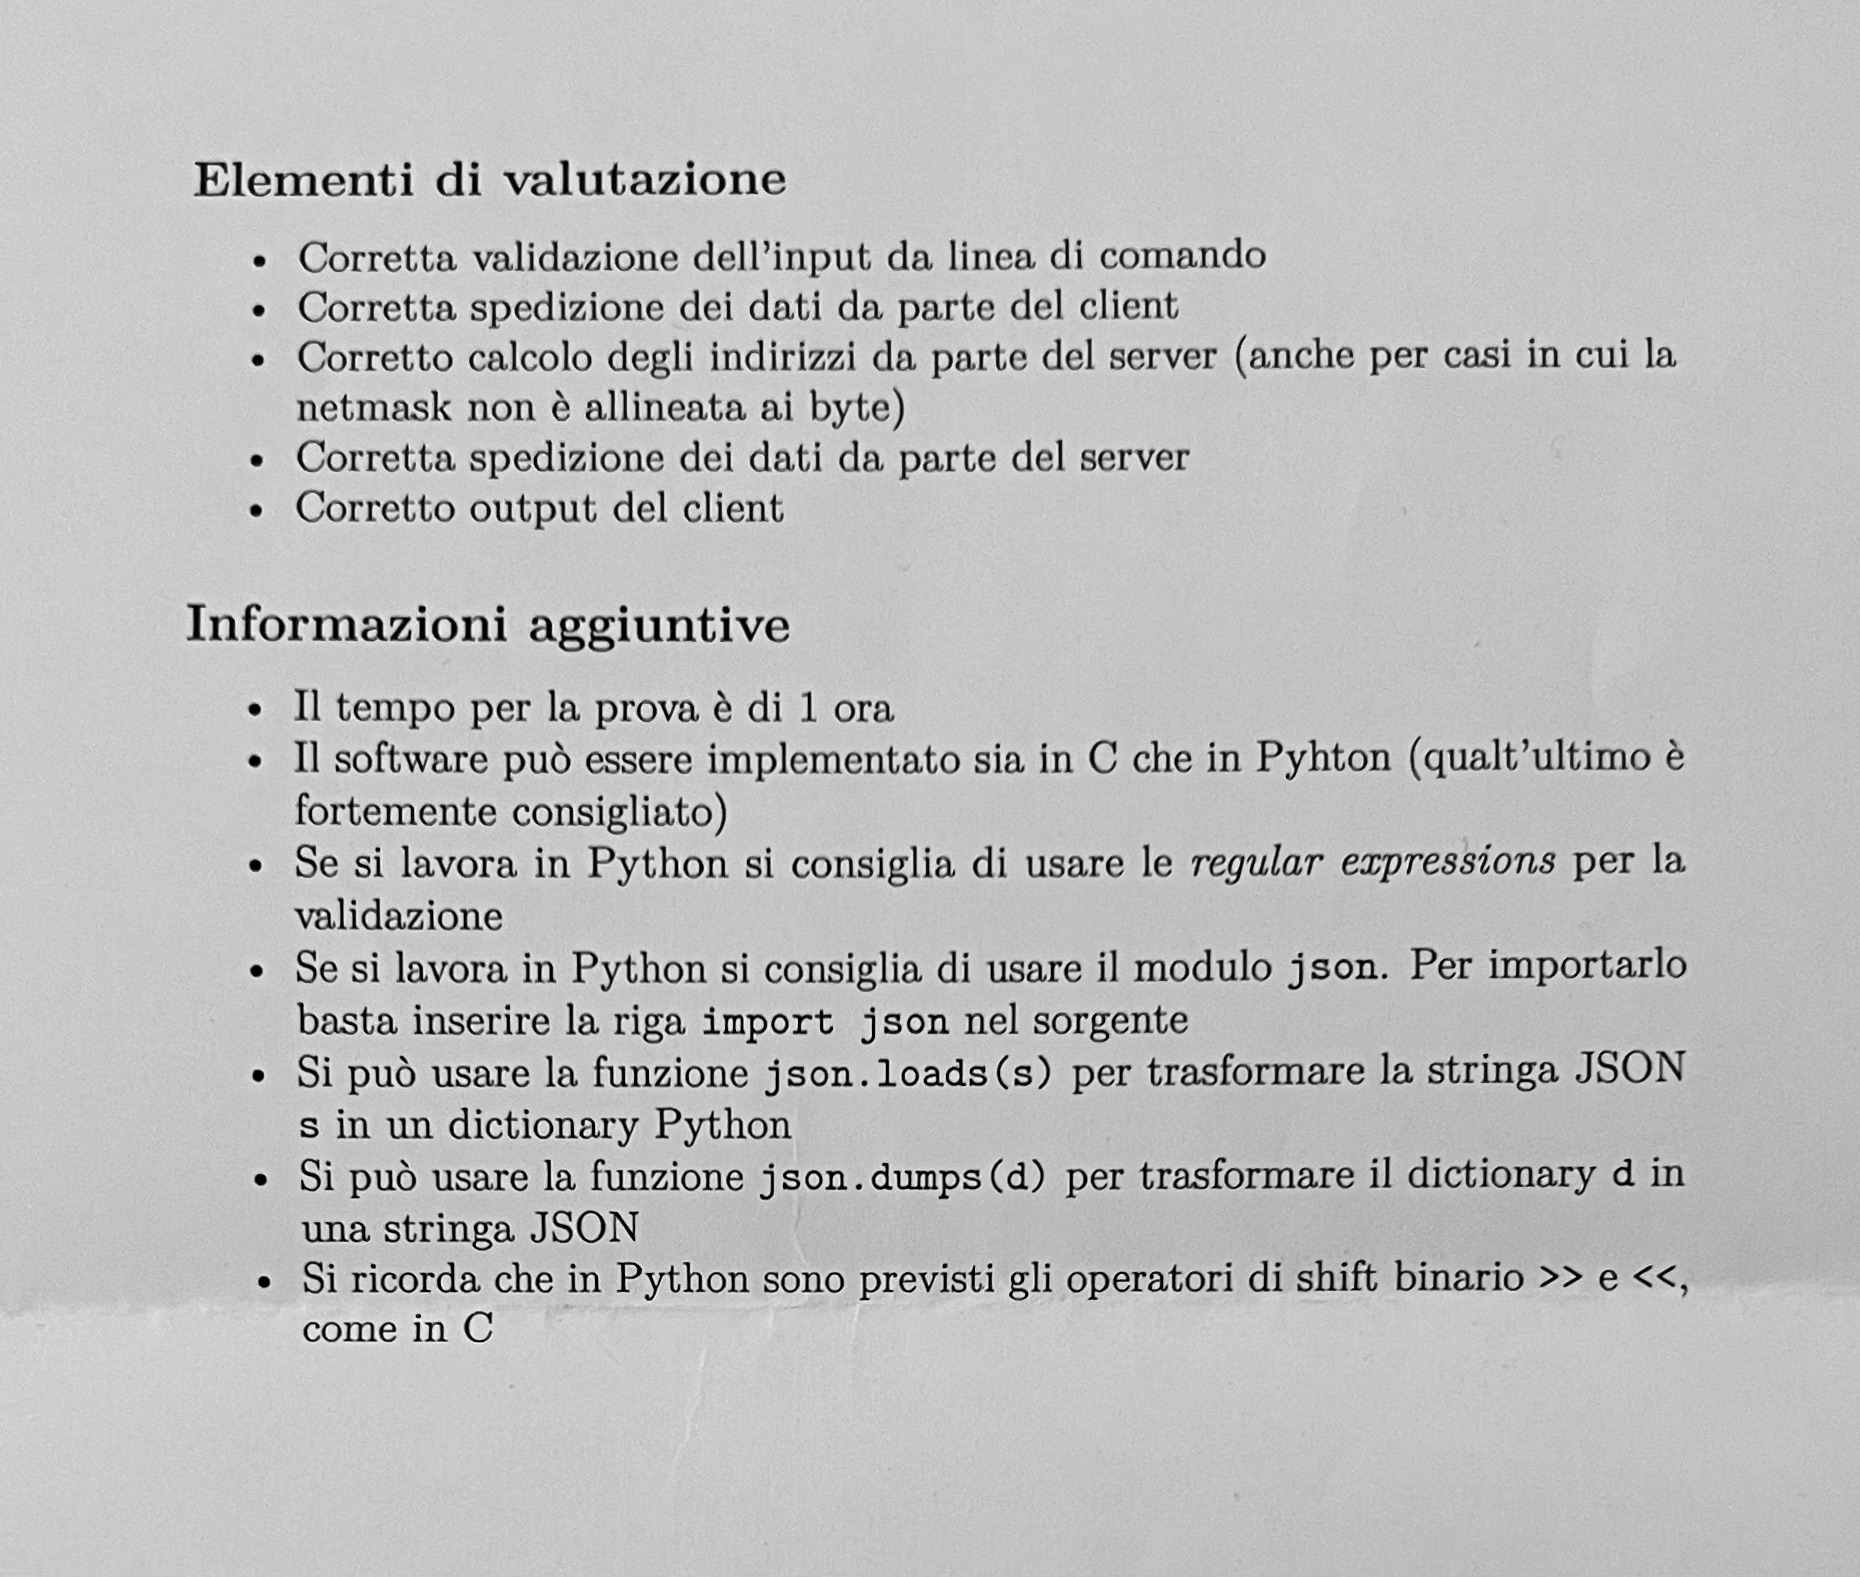 Elementi di valutazione
• Corretta validazione dell'input da linea di comando
• Corretta spedizione dei dati da parte del client
• Corretto calcolo degli indirizzi da parte del server (anche per casi in cui la
netmask non è allineata ai byte)
• Corretta spedizione dei dati da parte del server
• Corretto output del client
Informazioni aggiuntive
• Il tempo per la prova è di 1 ora
• Il software può essere implementato sia in C che in Pyhton (qualt'ultimo è
fortemente consigliato)
• Se si lavora in Python si consiglia di usare le regular expressions per la
validazione
• Se si lavora in Python si consiglia di usare il modulo json. Per importarlo
basta inserire la riga import json nel sorgente
• Si può usare la funzione json.loads(s) per trasformare la stringa JSON
s in un dictionary Python
• Si può usare la funzione json.dumps(d) per trasformare il dictionary d in
una stringa JSON
• Si ricorda che in Python sono previsti gli operatori di shift binario >> e <<,
come in C